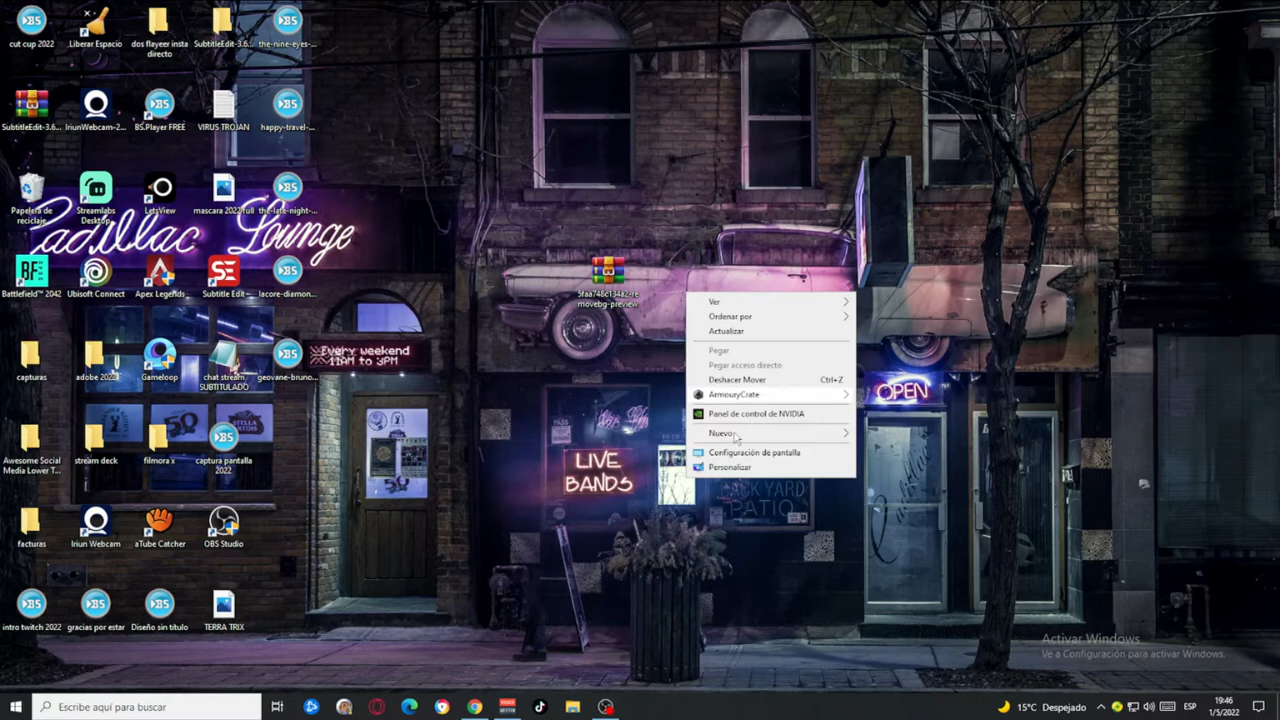 cut cup 2022
Liberar Espacio
dos flayeer insta
directo
SubtitleEdit-3.6...
the-nine-eyes-...
SubtitleEdit-3.6...
IriunWebcam-2...
BS.Player FREE
VIRUS TROJAN
happy-travel-...
Papelera de
reciclaje
Streamlabs
Desktop
LetsView
mascara 2022 full
the-late-night-...
Cadillac Lounge
Battlefield™ 2042
Ubisoft Connect
Apex Legends
Subtitle Edit
lacore-diamon...
5faa748c134a2-re
movebg-preview
Ver
Ordenar por
Actualizar
Pegar
Pegar acceso directo
Deshacer Mover Ctrl+Z
ArmouryCrate
Panel de control de NVIDIA
Nuevo
Configuración de pantalla
Personalizar
Every weekend
11AM to 3PM
capturas
adobe 2022
Gameloop
chat stream
SUBTITULADO
geovane-bruno...
OPEN
Awesome Social
Media Lower T...
stream deck
filmora x
captura pantalla
2022
LIVE
BANDS
BACK YARD
PATIO
facturas
Iriun Webcam
aTube Catcher
OBS Studio
intro twitch 2022
gracias por estar
Diseño sin título
TERRA TRIX
Activar Windows
Ve a Configuración para activar Windows.
Escribe aquí para buscar
15°C Despejado
ESP
19:46
1/5/2022